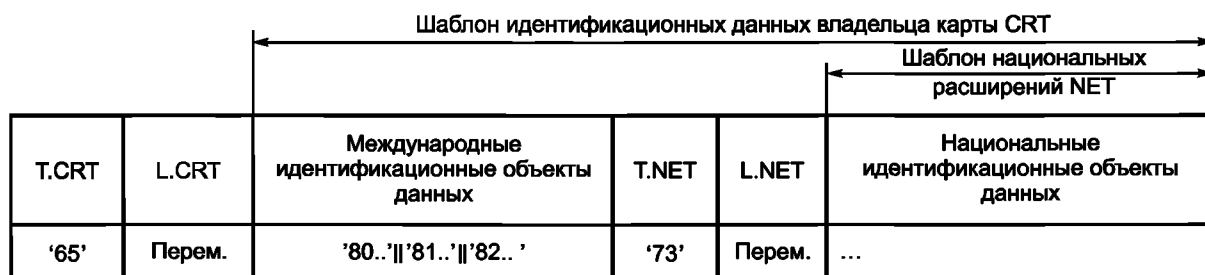 Шаблон идентификационных данных владельца карты CRT
Шаблон национальных
расширений NET
T.CRT
L.CRT
Международные
идентификационные объекты
данных
T.NET
L.NET
Национальные
идентификационные объекты
данных
‘65’
Перем.
’80..’||’81..’||’82.. ’
‘73’
Перем.
...